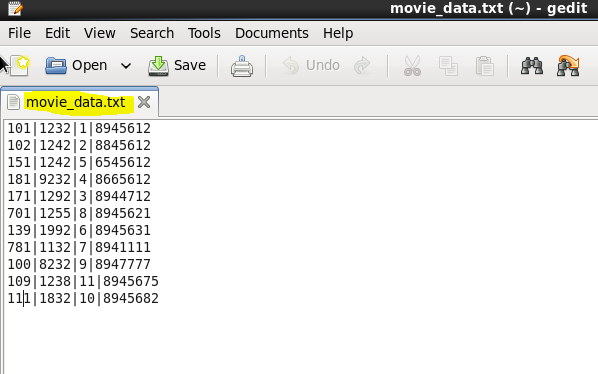 movie_data.txt (~) - gedit
File Edit View Search Tools Documents Help
Open Save Undo
movie_data.txt
101|1232|1|8945612
102|1242|2|8845612
151|1242|5|6545612
181|9232|4|8665612
171|1292|3|8944712
701|1255|8|8945621
139|1992|6|8945631
781|1132|7|8941111
100|8232|9|8947777
109|1238|11|8945675
111|1832|10|8945682